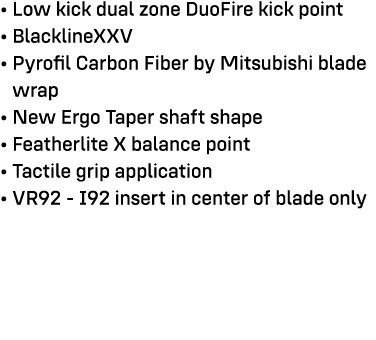 • Low kick dual zone DuoFire kick point
• BlacklineXXV
• Pyrofil Carbon Fiber by Mitsubishi blade
wrap
• New Ergo Taper shaft shape
• Featherlite X balance point
• Tactile grip application
• VR92 - I92 insert in center of blade only